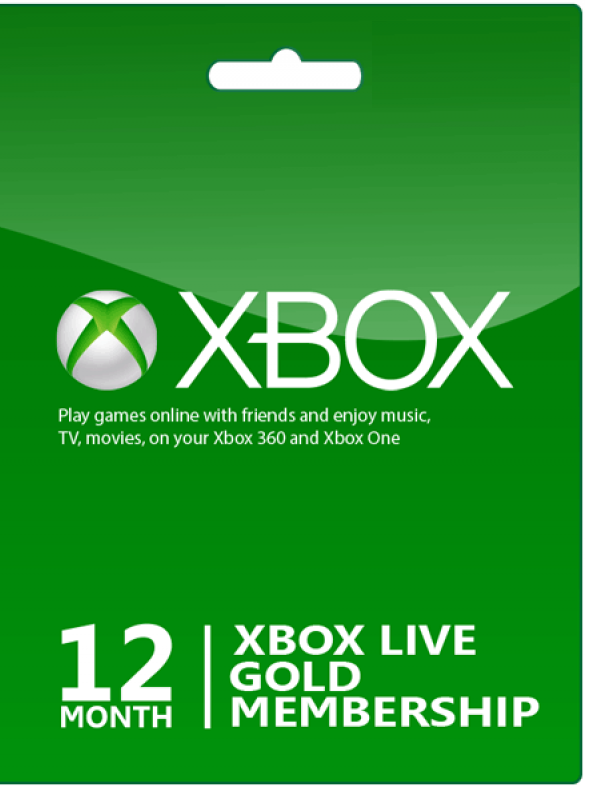 XBOX
Play games online with friends and enjoy music,
TV, movies, on your Xbox 360 and Xbox One
12
MONTH
XBOX LIVE
GOLD
MEMBERSHIP